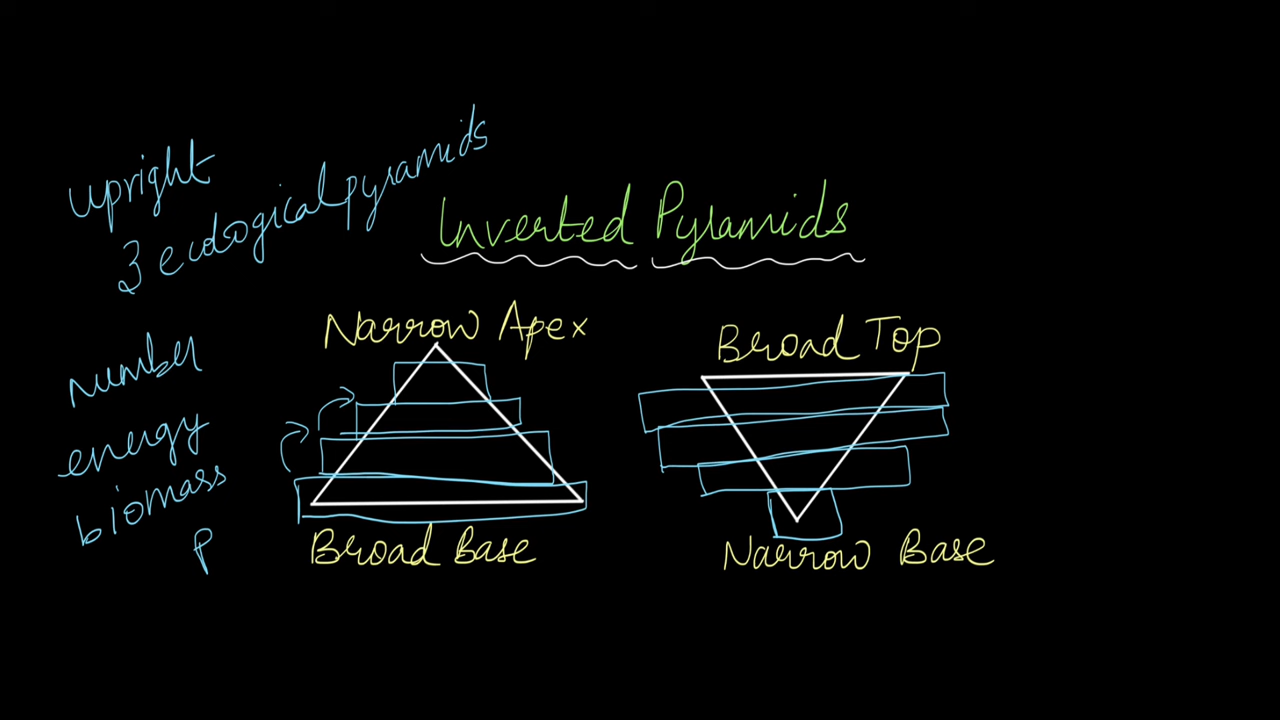 upright
3 ecological pyramids
Inverted Pyramids
Narrow Apex
Broad Top
number
energy
biomass
P
Broad Base
Narrow Base